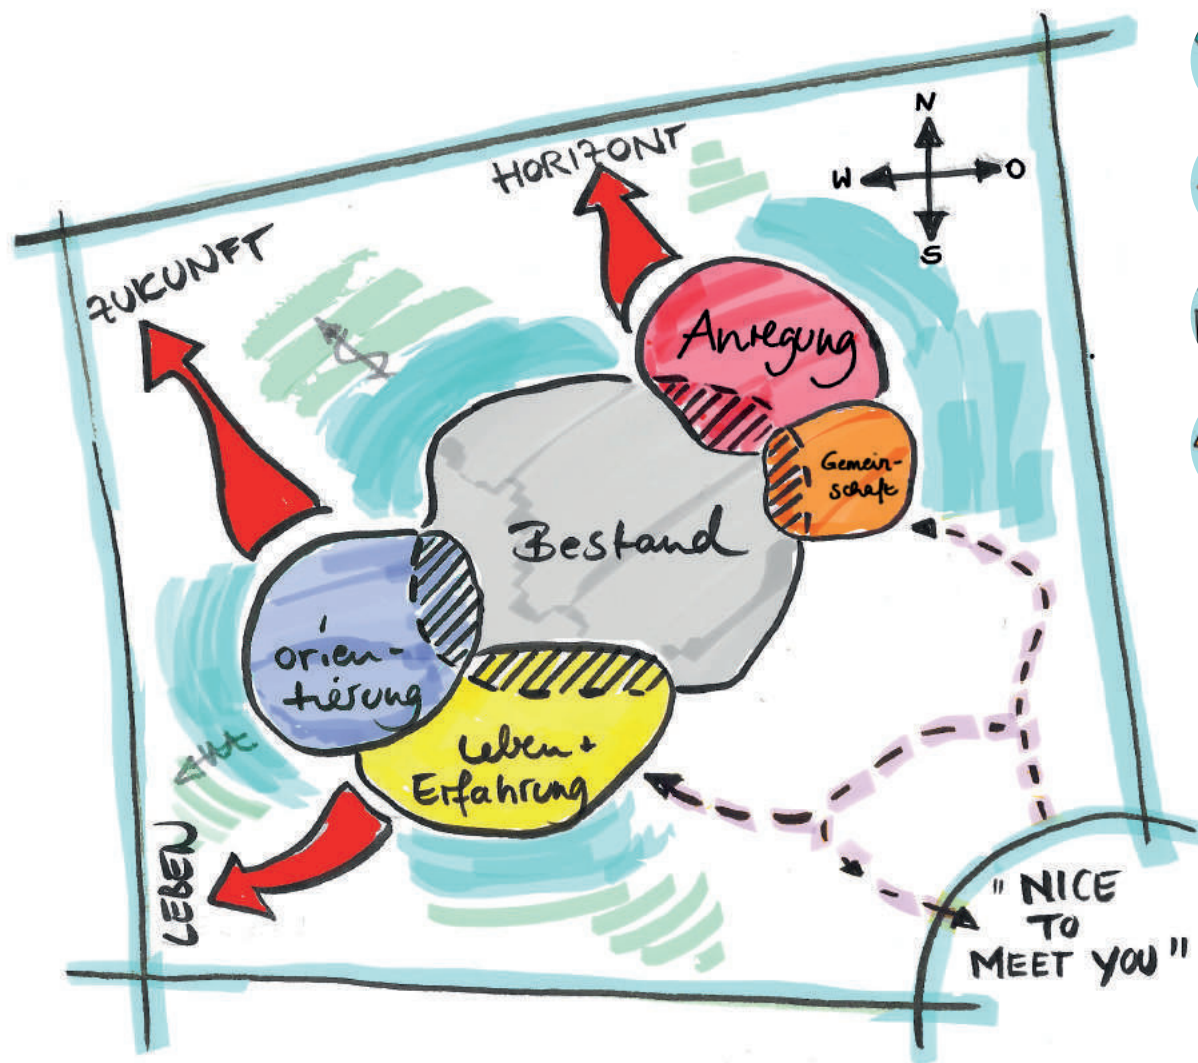 N
W O
S
HORIZONT
ZUKUNFT
Anregung
Gemein-
schaft
Bestand
Orien-
tierung
Leben +
Erfahrung
LEBEN
"NICE
TO
MEET YOU"